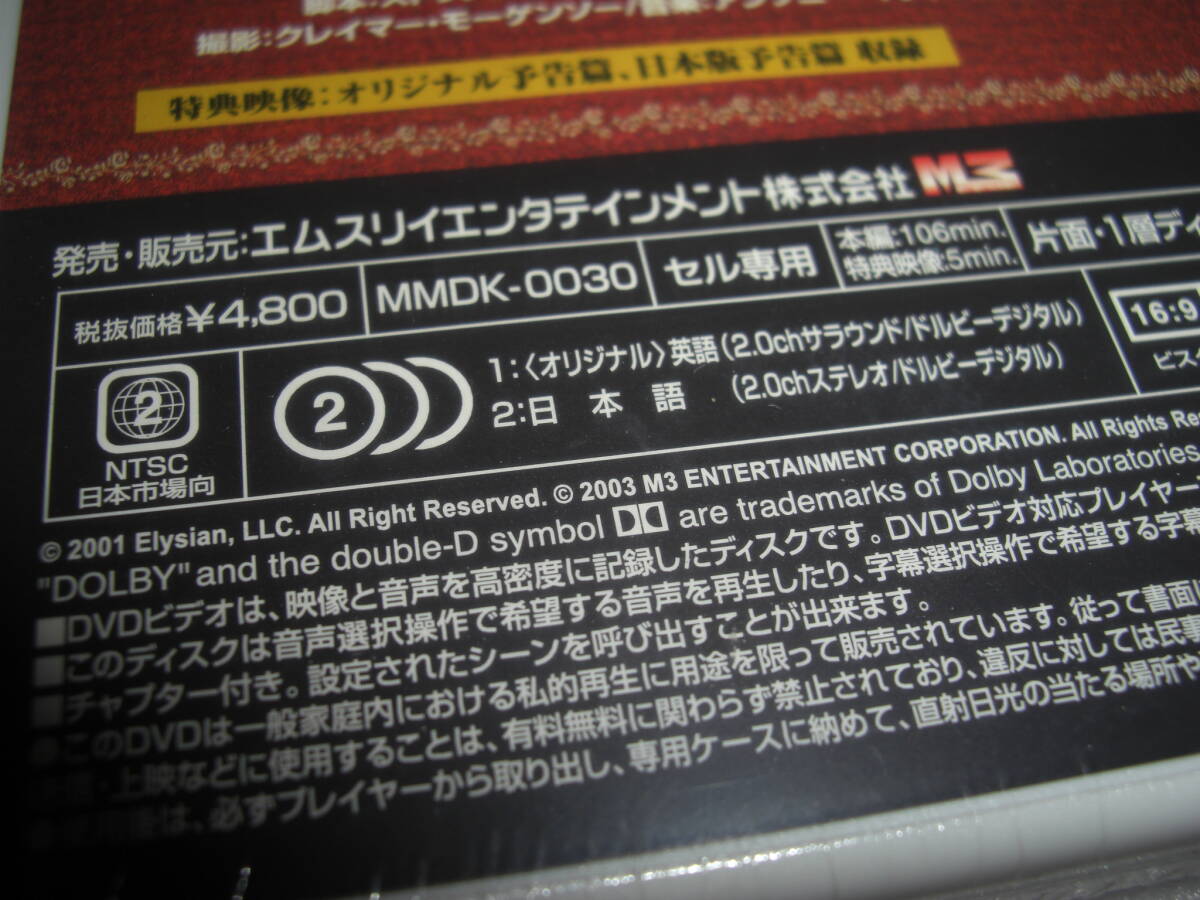 撮影:クレイマー・モーゲンソー/音楽:
特典映像:オリジナル予告篇、日本版予告篇 収録
発売・販売元:エムスリイエンタテインメント株式会社 M3
税抜価格¥4,800 MMDK-0030 セル専用 本編:106min. 片面・1層ディ
特典映像:5min.
2 NTSC 日本市場向
2 1:〈オリジナル〉英語(2.0chサラウンド/ドルビーデジタル) 16:9
2:日本語 (2.0chステレオ/ドルビーデジタル) ビス
© 2001 Elysian, LLC. All Right Reserved. © 2003 M3 ENTERTAINMENT CORPORATION. All Rights Re
"DOLBY" and the double-D symbol are trademarks of Dolby Laboratories
■DVDビデオは、映像と音声を高密度に記録したディスクです。DVDビデオ対応プレイヤー
■このディスクは音声選択操作で希望する音声を再生したり、字幕選択操作で希望する字幕
■チャプター付き。設定されたシーンを呼び出すことが出来ます。
●このDVDは一般家庭内における私的再生に用途を限って販売されています。従って書面
・上映などに使用することは、有料無料に関わらず禁止されており、違反に対しては民事
は、必ずプレイヤーから取り出し、専用ケースに納めて、直射日光の当たる場所や